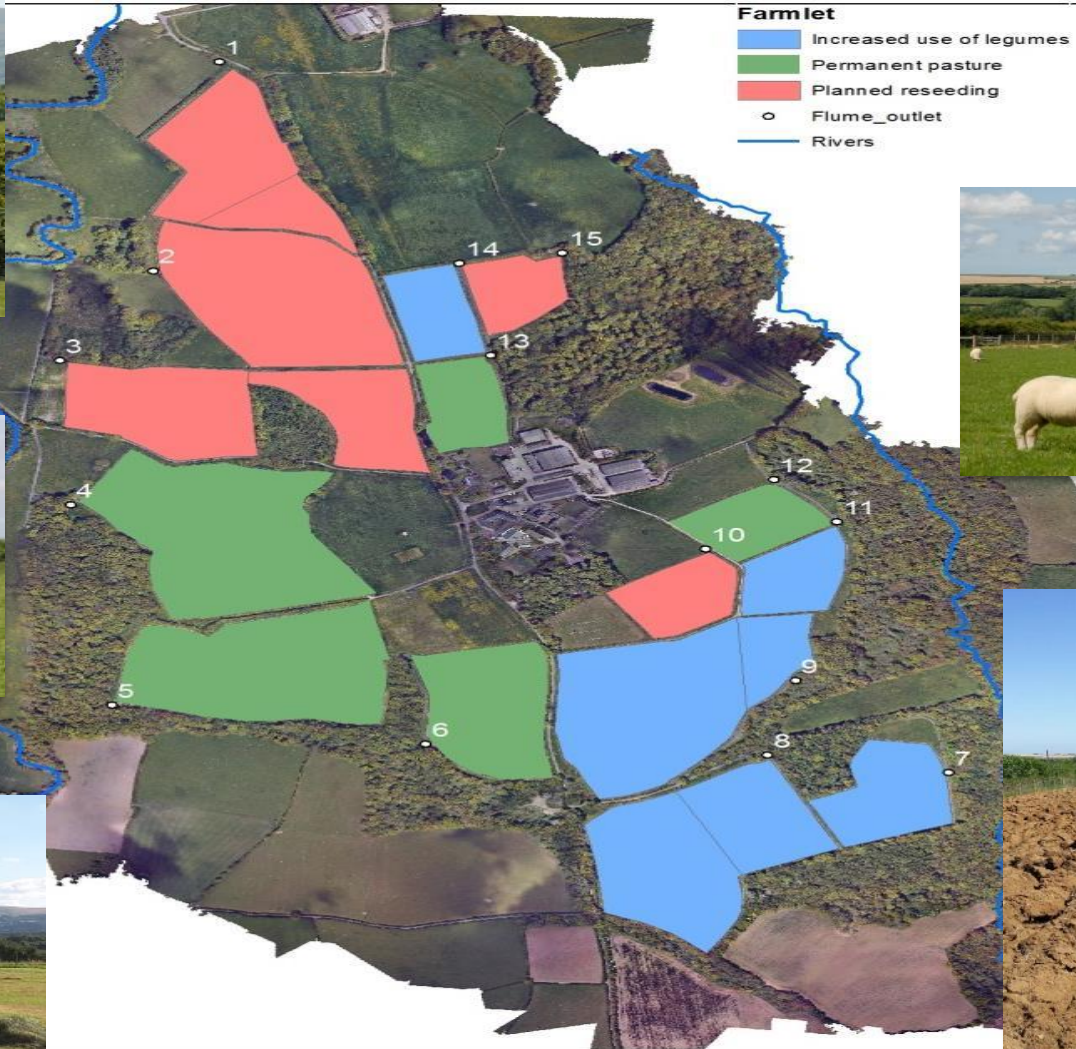 Farmlet
Increased use of legumes
Permanent pasture
Planned reseeding
Flume_outlet
Rivers
1
2
14
15
3
13
4
12
11
10
5
9
6
8
7